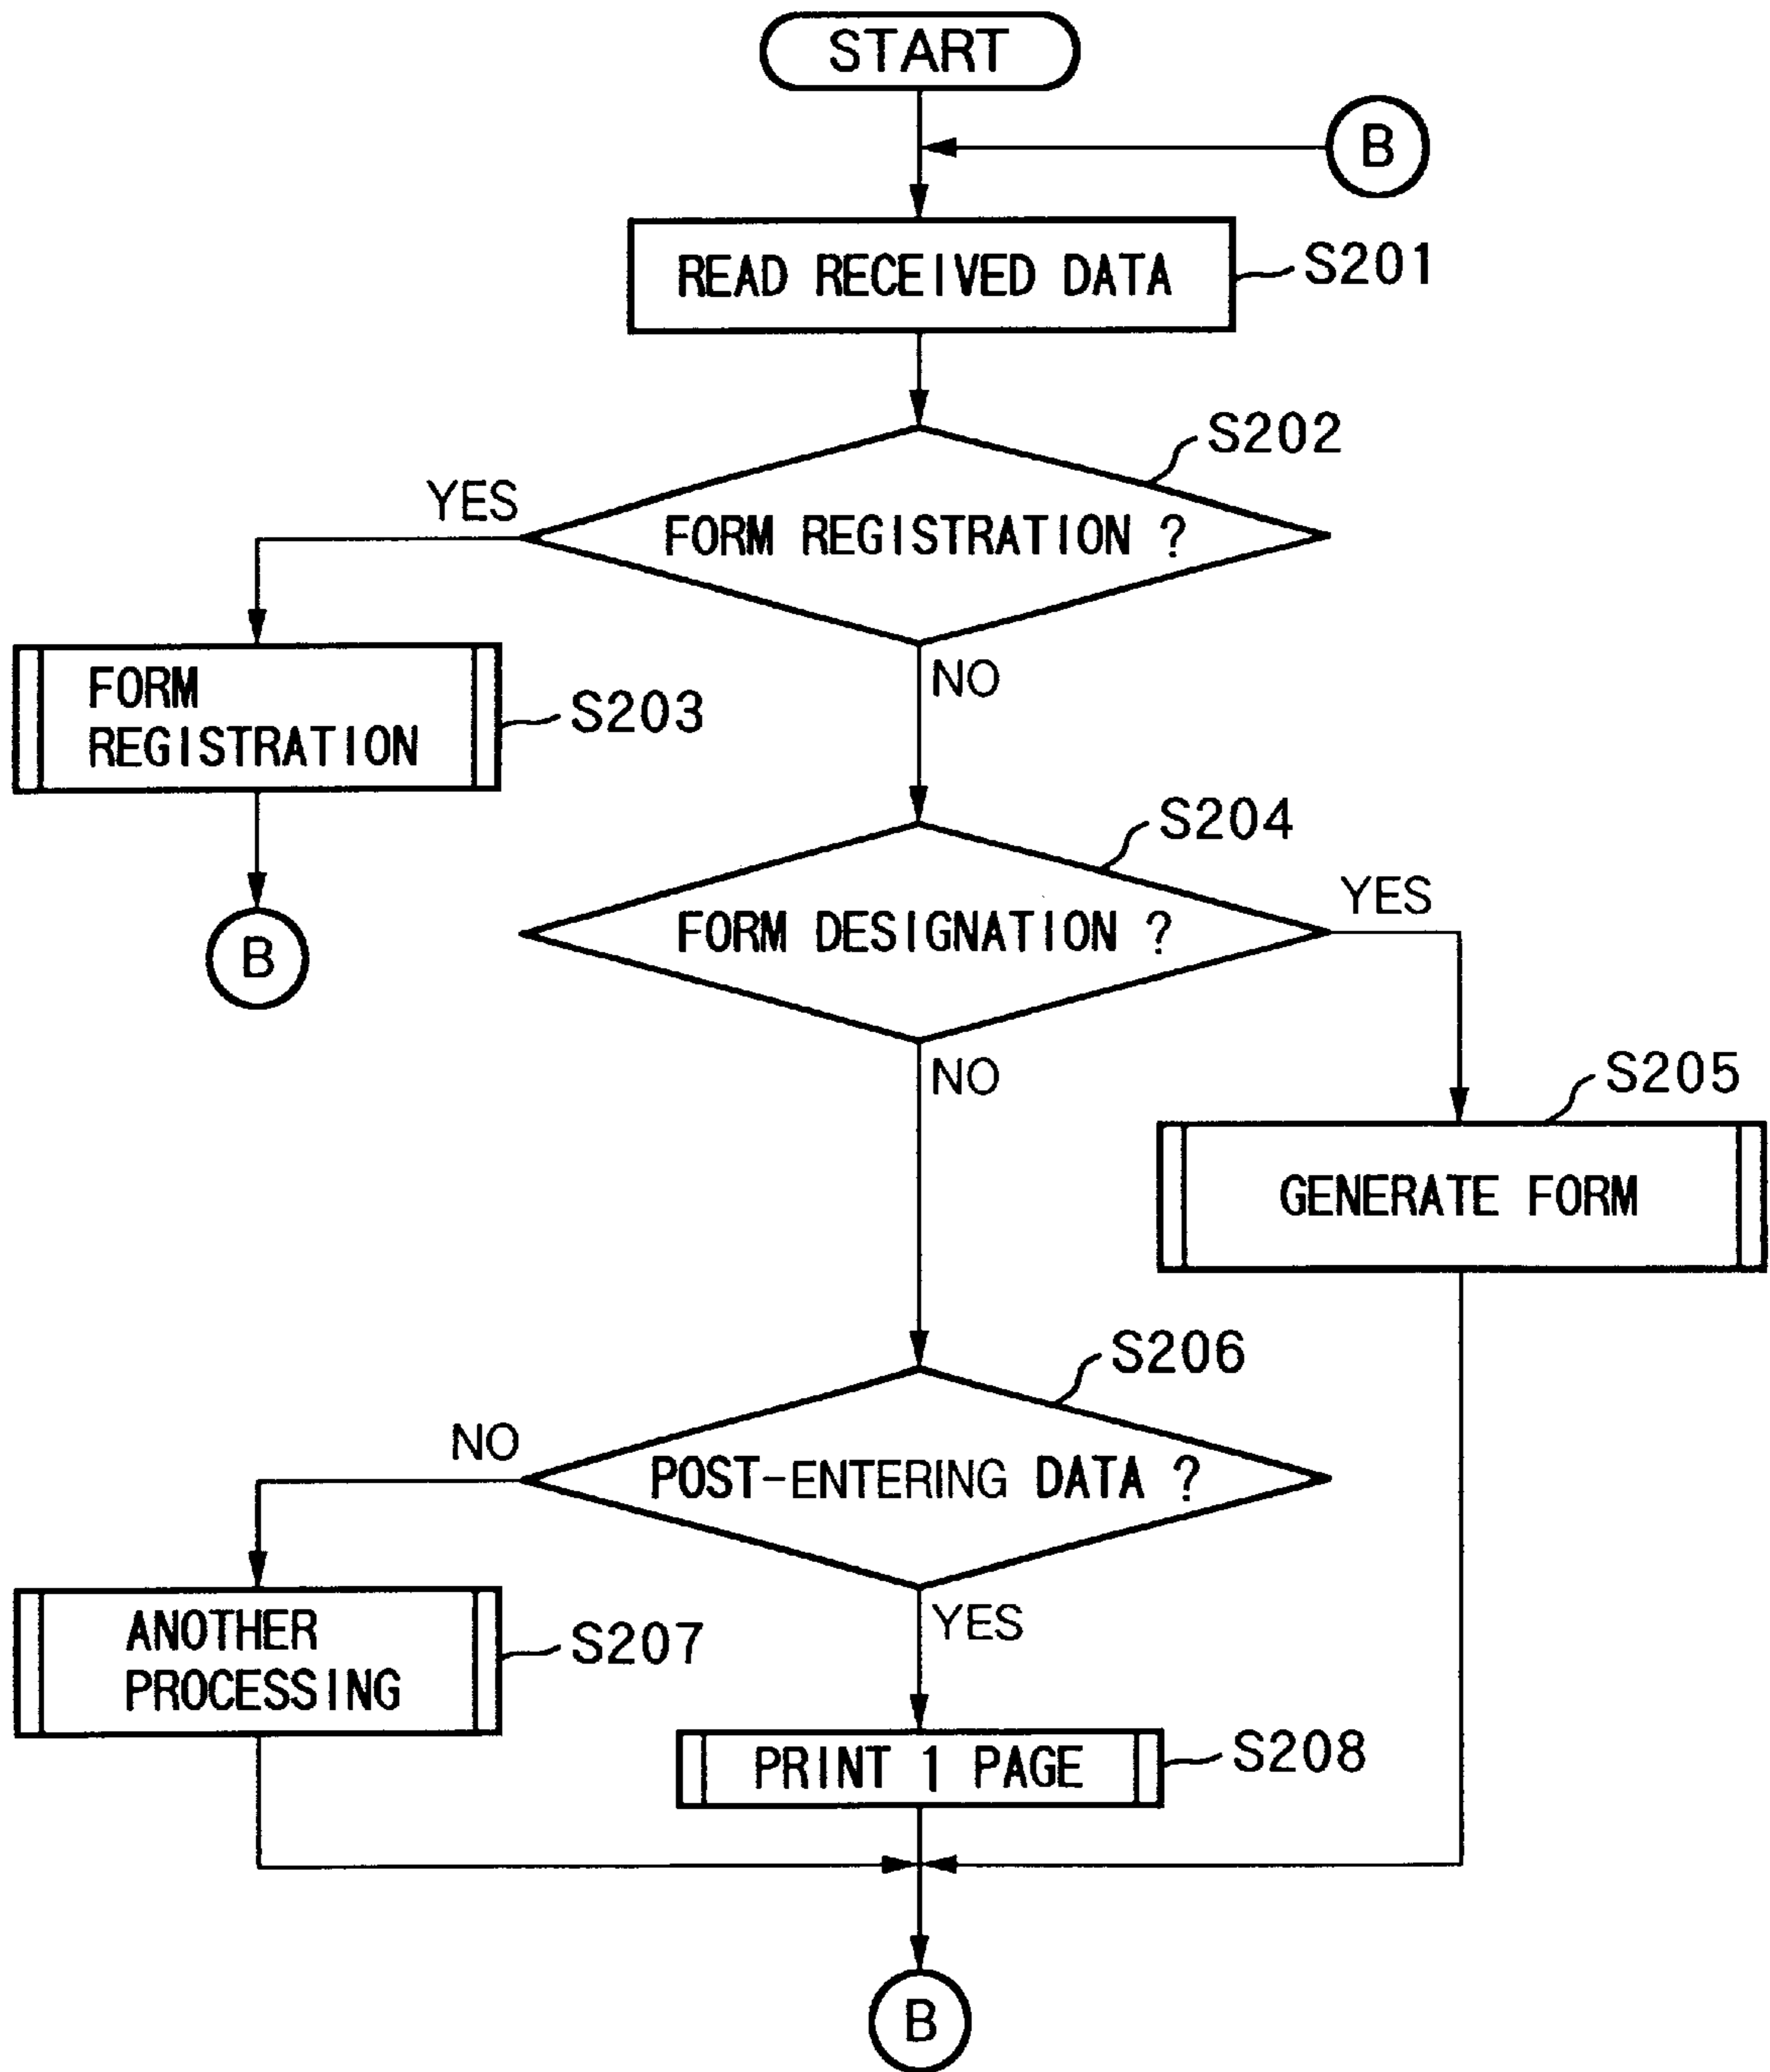 START
B
READ RECEIVED DATA
S201
S202
YES
FORM REGISTRATION ?
NO
FORM
REGISTRATION
S203
S204
YES
FORM DESIGNATION ?
B
NO
S205
GENERATE FORM
S206
NO
POST-ENTERING DATA ?
YES
ANOTHER
PROCESSING
S207
PRINT 1 PAGE
S208
B